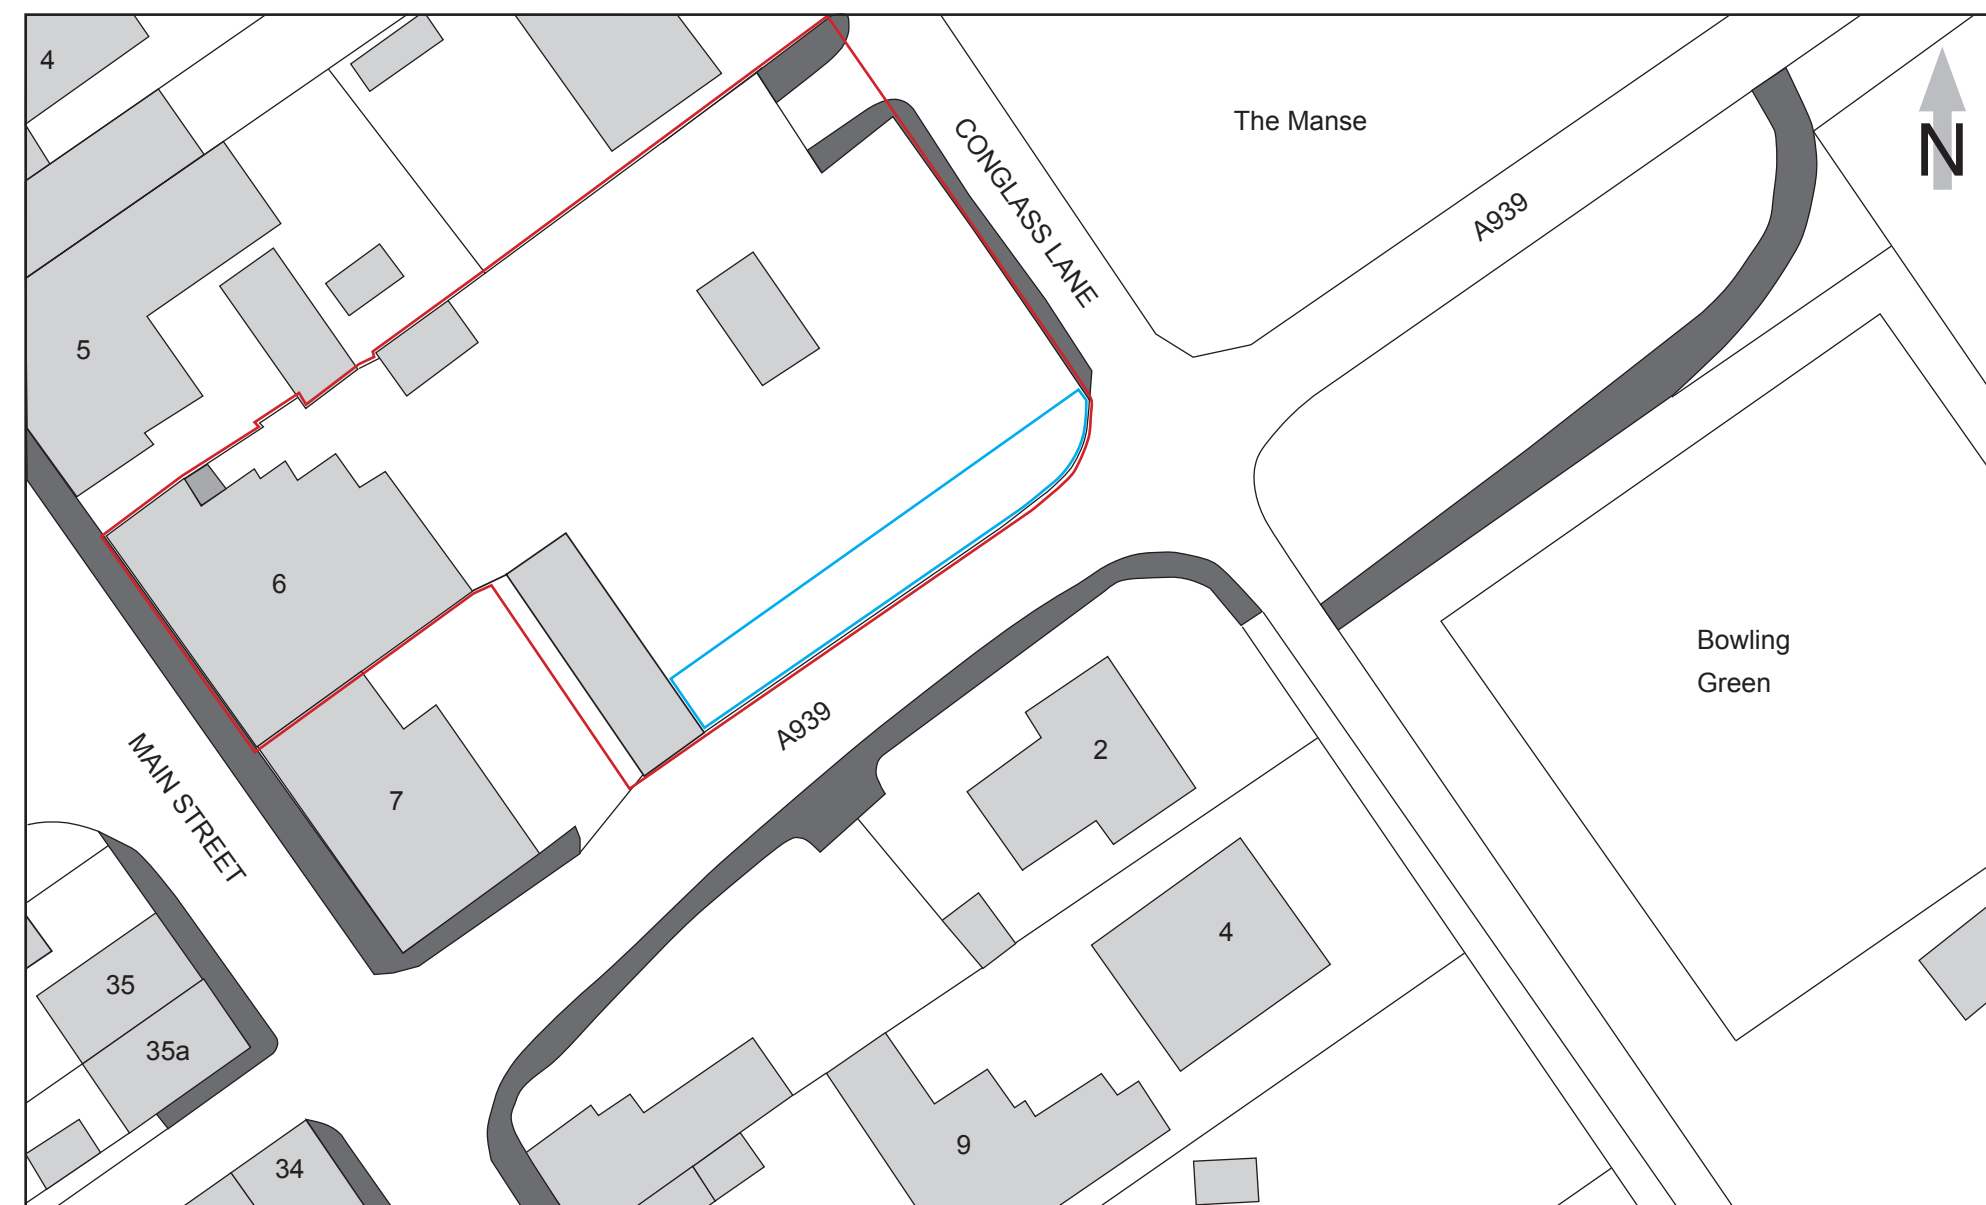 4
The Manse
N
CONGLASS LANE
A939
5
6
Bowling
Green
A939
2
MAIN STREET
7
4
35
35a
9
34